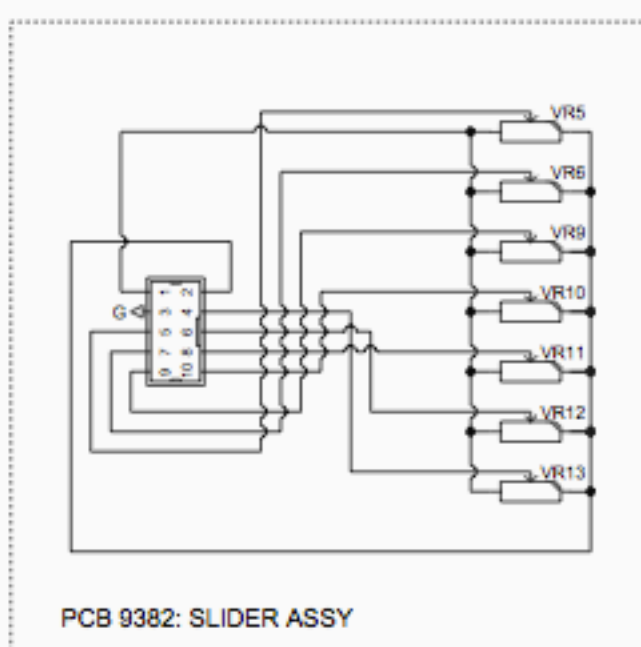 VR5
VR6
VR9
VR10
VR11
VR12
VR13
1 2
G 3 4
5 6
7 8
9 10
PCB 9382: SLIDER ASSY